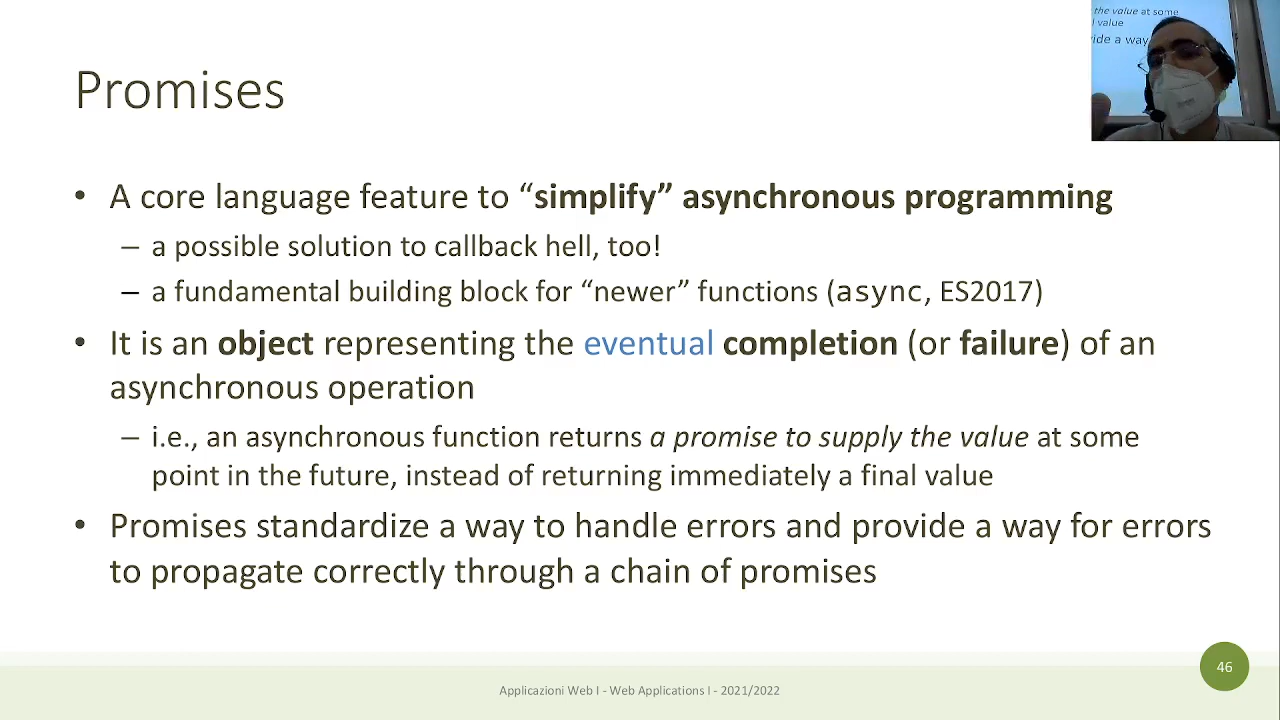 the value at some
l value
vide a way
Promises
• A core language feature to “simplify” asynchronous programming
– a possible solution to callback hell, too!
– a fundamental building block for “newer” functions (async, ES2017)
• It is an object representing the eventual completion (or failure) of an
asynchronous operation
– i.e., an asynchronous function returns a promise to supply the value at some
point in the future, instead of returning immediately a final value
• Promises standardize a way to handle errors and provide a way for errors
to propagate correctly through a chain of promises
46
Applicazioni Web I - Web Applications I - 2021/2022